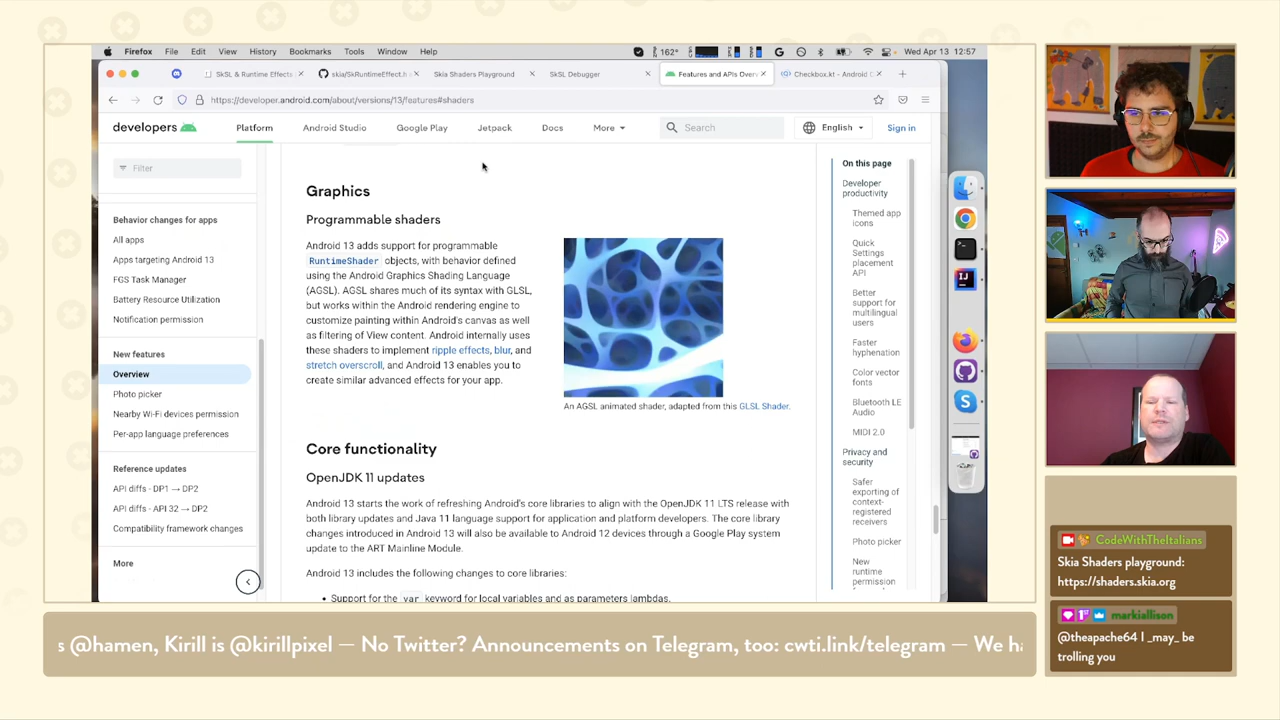 Firefox File Edit View History Bookmarks Tools Window Help
162° Wed Apr 13 12:57
SkSL & Runtime Effects
skia/SkRuntimeEffect.h
Skia Shaders Playground
SkSL Debugger
Features and APIs Over
Checkbox.kt - Android C
https://developer.android.com/about/versions/13/features#shaders
developers Platform Android Studio Google Play Jetpack Docs More Search English Sign in
Filter
Behavior changes for apps
All apps
Apps targeting Android 13
FGS Task Manager
Battery Resource Utilization
Notification permission
New features
Overview
Photo picker
Nearby Wi-Fi devices permission
Per-app language preferences
Reference updates
API diffs - DP1 → DP2
API diffs - API 32 → DP2
Compatibility framework changes
More
Graphics
Programmable shaders
Android 13 adds support for programmable
RuntimeShader objects, with behavior defined
using the Android Graphics Shading Language
(AGSL). AGSL shares much of its syntax with GLSL,
but works within the Android rendering engine to
customize painting within Android's canvas as well
as filtering of View content. Android internally uses
these shaders to implement ripple effects, blur, and
stretch overscroll, and Android 13 enables you to
create similar advanced effects for your app.
An AGSL animated shader, adapted from this GLSL Shader.
Core functionality
OpenJDK 11 updates
Android 13 starts the work of refreshing Android's core libraries to align with the OpenJDK 11 LTS release with
both library updates and Java 11 language support for application and platform developers. The core library
changes introduced in Android 13 will also be available to Android 12 devices through a Google Play system
update to the ART Mainline Module.
Android 13 includes the following changes to core libraries:
• Support for the var keyword for local variables and as parameters lambdas.
On this page
Developer
productivity
Themed app
icons
Quick
Settings
placement
API
Better
support for
multilingual
users
Faster
hyphenation
Color vector
fonts
Bluetooth LE
Audio
MIDI 2.0
Privacy and
security
Safer
exporting of
context-
registered
receivers
Photo picker
New
runtime
permission
CodeWithTheItalians
Skia Shaders playground:
https://shaders.skia.org
markiallison
@theapache64 I _may_ be
trolling you
s @hamen, Kirill is @kirillpixel — No Twitter? Announcements on Telegram, too: cwti.link/telegram — We h